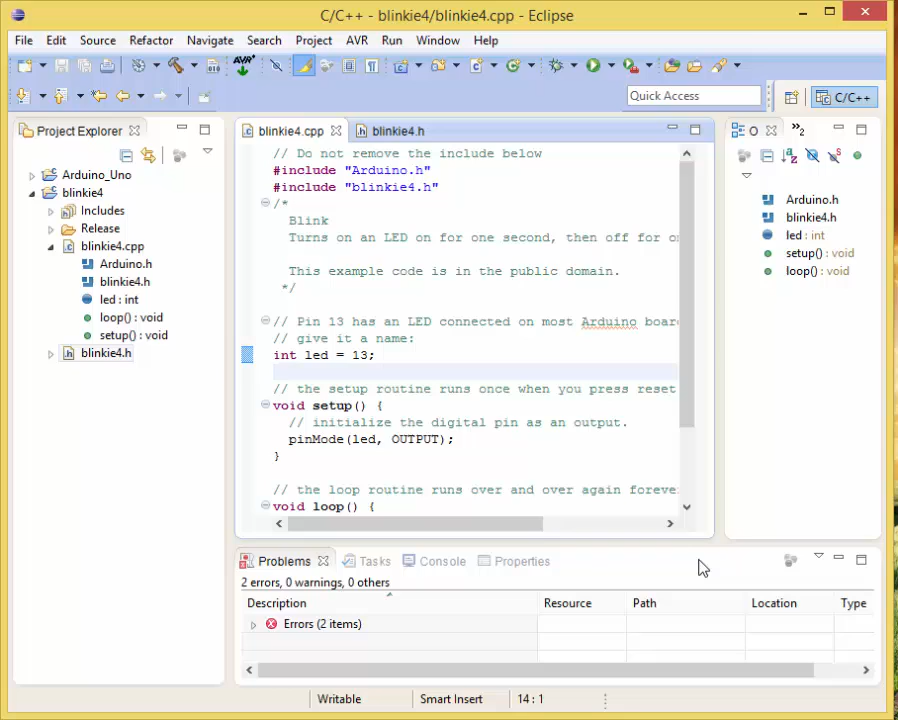 C/C++ - blinkie4/blinkie4.cpp - Eclipse
File Edit Source Refactor Navigate Search Project AVR Run Window Help
AVR
Quick Access
C/C++
Project Explorer
Arduino_Uno
blinkie4
Includes
Release
blinkie4.cpp
Arduino.h
blinkie4.h
led : int
loop() : void
setup() : void
blinkie4.h
blinkie4.cpp
blinkie4.h
// Do not remove the include below
#include "Arduino.h"
#include "blinkie4.h"
/*
Blink
Turns on an LED on for one second, then off for o
This example code is in the public domain.
*/
// Pin 13 has an LED connected on most Arduino boar
// give it a name:
int led = 13;
// the setup routine runs once when you press reset
void setup() {
// initialize the digital pin as an output.
pinMode(led, OUTPUT);
}
// the loop routine runs over and over again foreve
void loop() {
O
»2
Arduino.h
blinkie4.h
led : int
setup() : void
loop() : void
Problems Tasks Console Properties
2 errors, 0 warnings, 0 others
Description Resource Path Location Type
Errors (2 items)
Writable Smart Insert 14 : 1